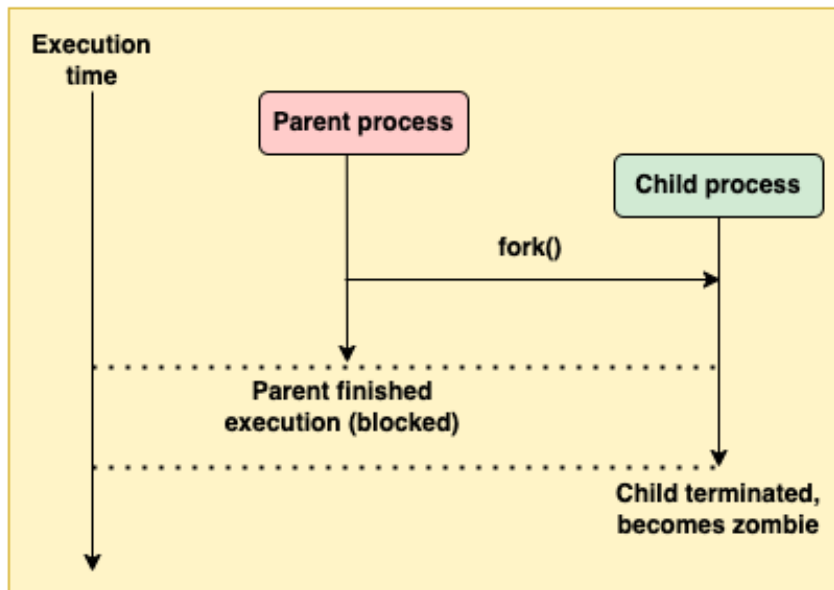 Execution
time
Parent process
Child process
fork()
Parent finished
execution (blocked)
Child terminated,
becomes zombie